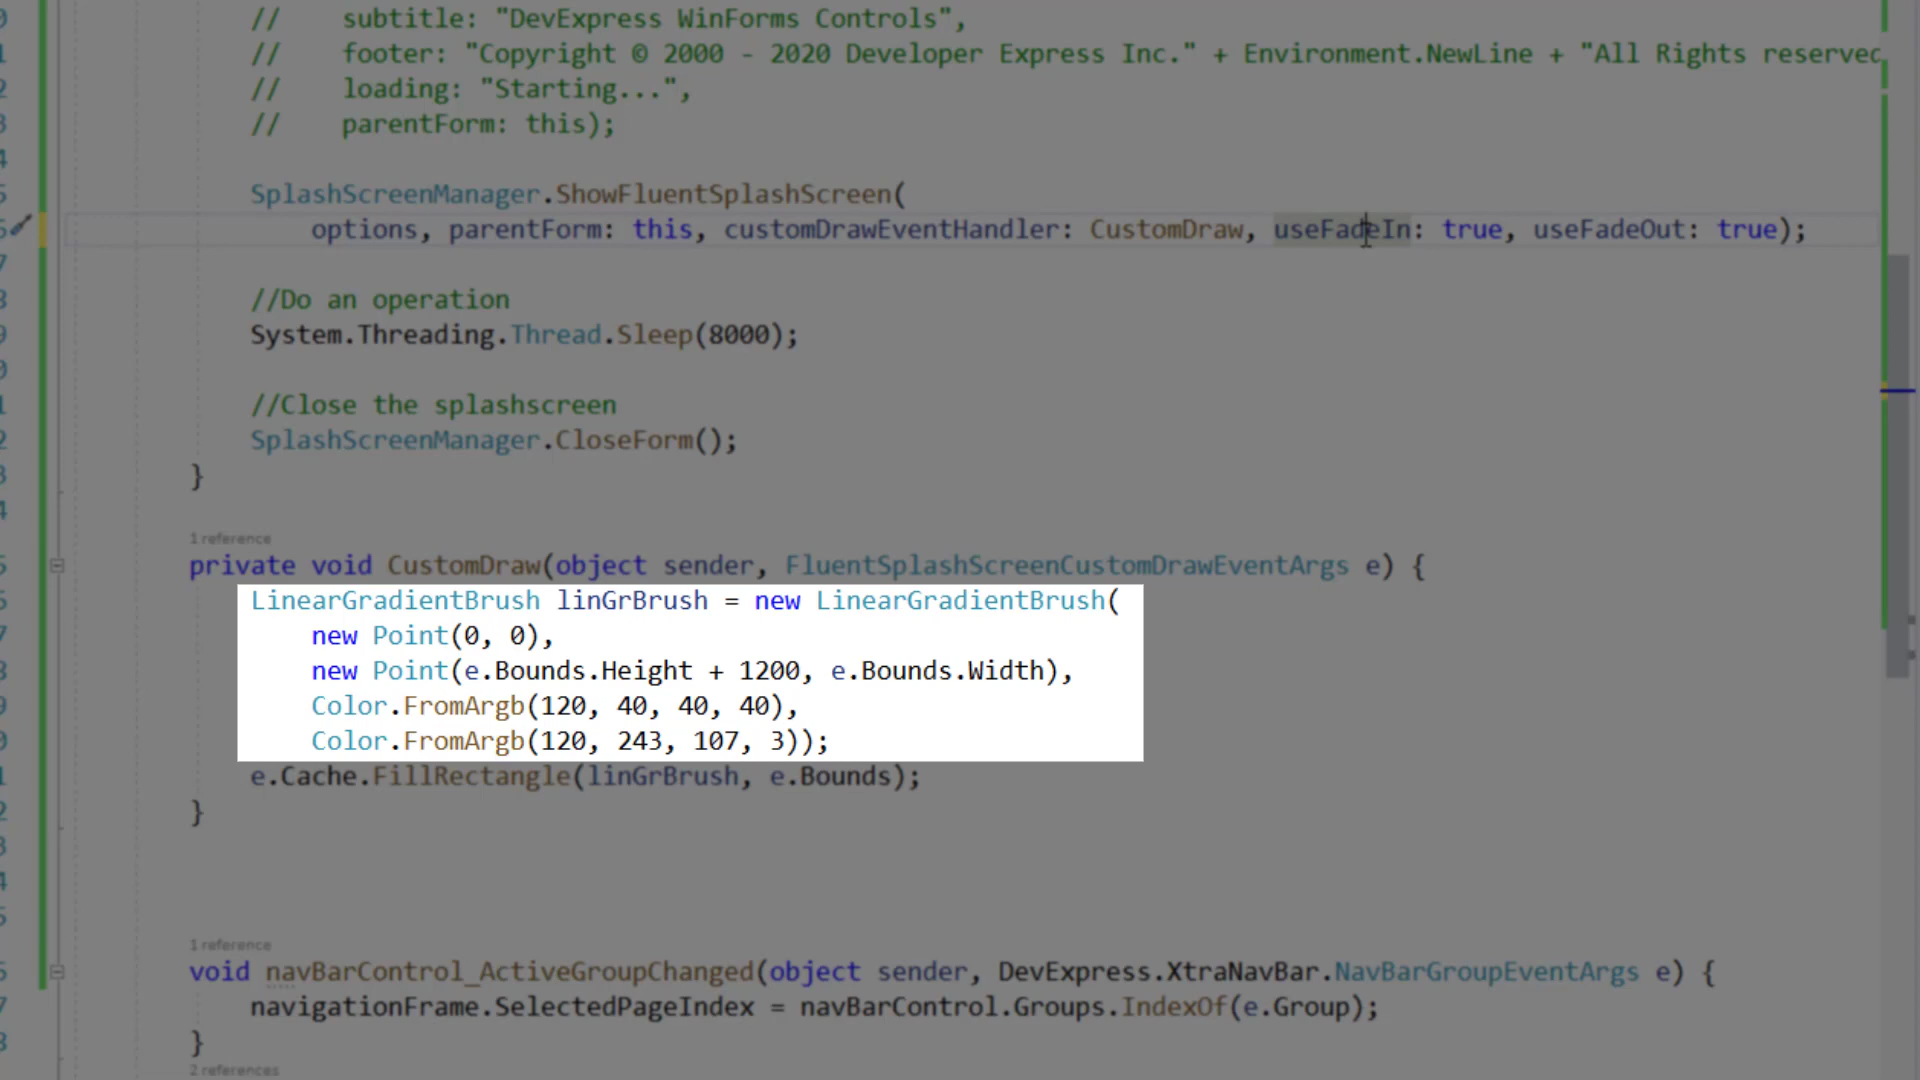 //    subtitle: "DevExpress WinForms Controls",
//    footer: "Copyright © 2000 - 2020 Developer Express Inc." + Environment.NewLine + "All Rights reserved
//    loading: "Starting...",
//    parentForm: this);
SplashScreenManager.ShowFluentSplashScreen(
options, parentForm: this, customDrawEventHandler: CustomDraw, useFadeIn: true, useFadeOut: true);
//Do an operation
System.Threading.Thread.Sleep(8000);
//Close the splashscreen
SplashScreenManager.CloseForm();
}
1 reference
private void CustomDraw(object sender, FluentSplashScreenCustomDrawEventArgs e) {
LinearGradientBrush linGrBrush = new LinearGradientBrush(
new Point(0, 0),
new Point(e.Bounds.Height + 1200, e.Bounds.Width),
Color.FromArgb(120, 40, 40, 40),
Color.FromArgb(120, 243, 107, 3));
e.Cache.FillRectangle(linGrBrush, e.Bounds);
}
1 reference
void navBarControl_ActiveGroupChanged(object sender, DevExpress.XtraNavBar.NavBarGroupEventArgs e) {
navigationFrame.SelectedPageIndex = navBarControl.Groups.IndexOf(e.Group);
}
2 references